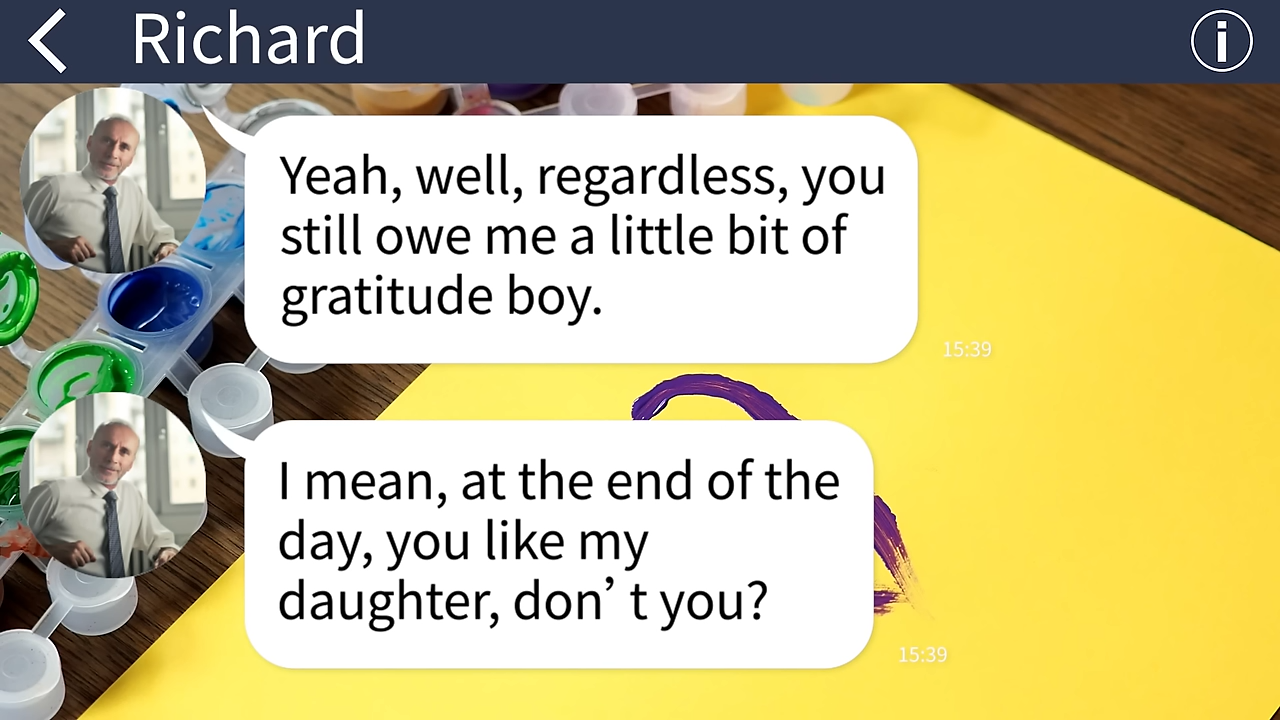 Richard
Yeah, well, regardless, you
still owe me a little bit of
gratitude boy.
15:39
I mean, at the end of the
day, you like my
daughter, don’t you?
15:39